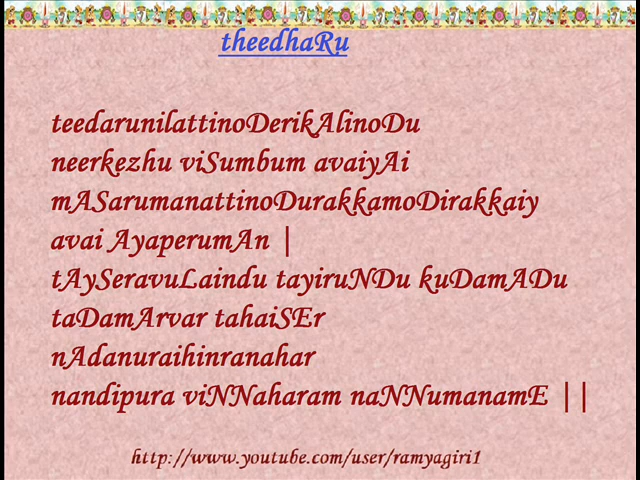 theedhaRu
teedarunilattinoDerikAlinoDu
neerkezhu viSumbum avaiyAi
mASarumanattinoDurakkamoDirakkaiy
avai AyaperumAn |
tAySeravuLaindu tayiruNDu kuDamADu
taDamArvar tahaiSEr
nAdanuraihinranahar
nandipura viNNaharam naNNumanamE ||
http://www.youtube.com/user/ramyagiri1